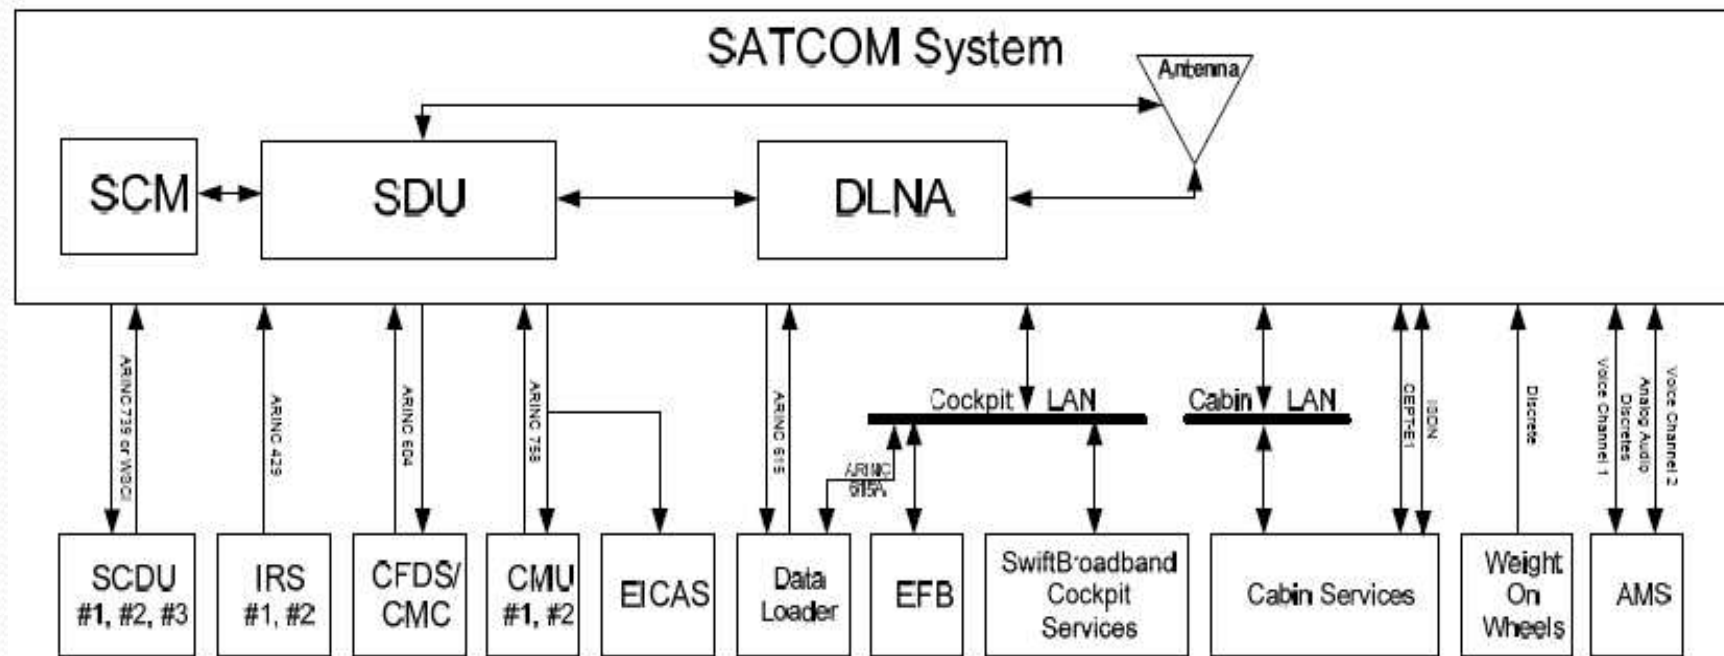 SATCOM System
Antenna
SCM
SDU
DLNA
ARINC 739 or WSCI
ARINC 429
ARINC 604
ARINC 758
ARINC 615
Cockpit LAN
Cabin LAN
ARINC
615A
CEPT-E1
ISDN
Discrete
Voice Channel 1
Discretes
Analog Audio
Voice Channel 2
SCDU
#1, #2, #3
IRS
#1, #2
CFDS/
CMC
CMU
#1, #2
EICAS
Data
Loader
EFB
SwiftBroadband
Cockpit
Services
Cabin Services
Weight
On
Wheels
AMS